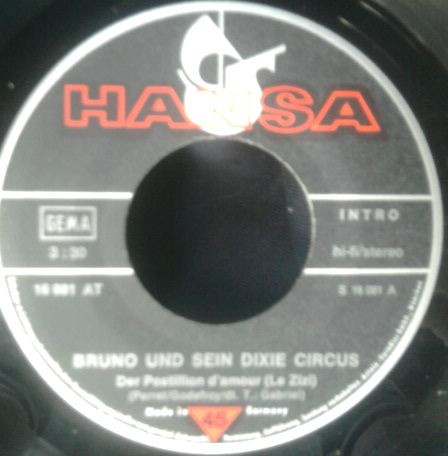 HANSA
GEMA
INTRO
3:30
hi-fi/stereo
16 081 AT
S 16 081 A
BRUNO UND SEIN DIXIE CIRCUS
Der Postillion d'amour (Le Zizi)
(Perret/Godefroy/dt. T.: Gabriel)
Made in Germany
45